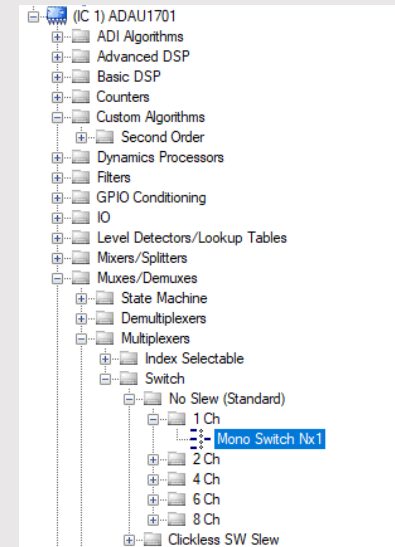 (IC 1) ADAU1701
ADI Algorithms
Advanced DSP
Basic DSP
Counters
Custom Algorithms
Second Order
Dynamics Processors
Filters
GPIO Conditioning
IO
Level Detectors/Lookup Tables
Mixers/Splitters
Muxes/Demuxes
State Machine
Demultiplexers
Multiplexers
Index Selectable
Switch
No Slew (Standard)
1 Ch
Mono Switch Nx1
2 Ch
4 Ch
6 Ch
8 Ch
Clickless SW Slew